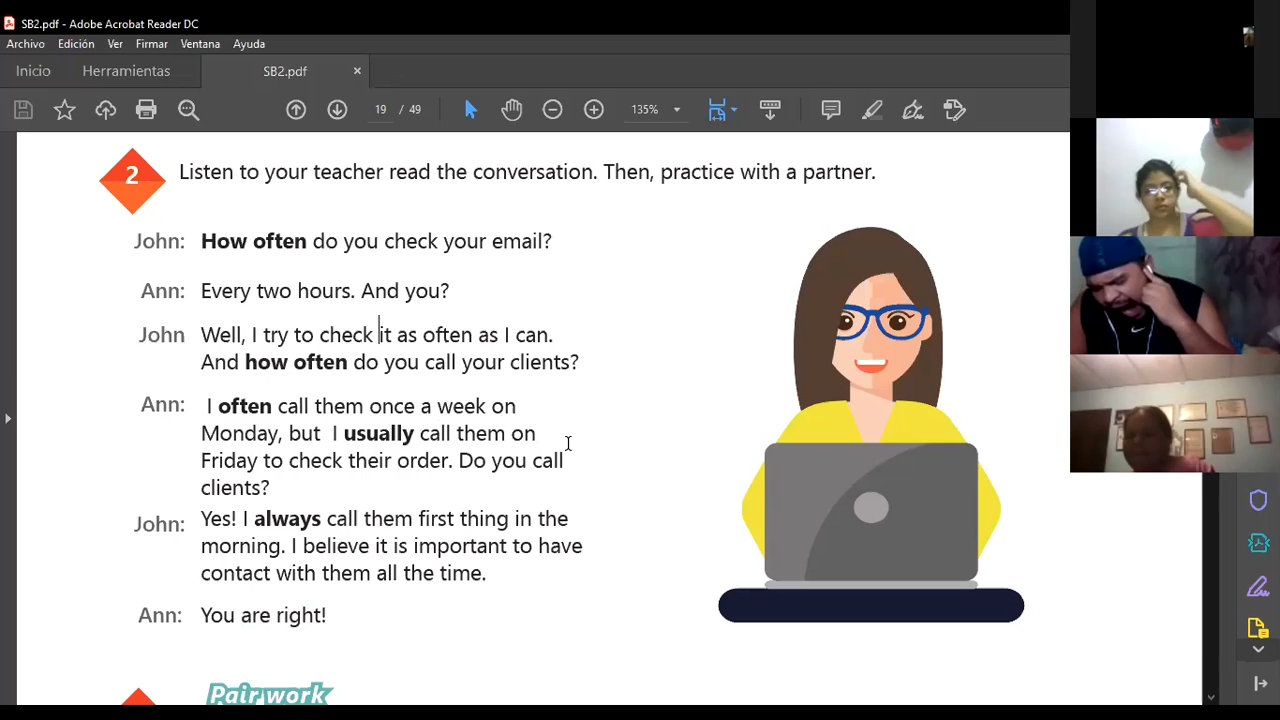 SB2.pdf - Adobe Acrobat Reader DC
Archivo Edición Ver Firmar Ventana Ayuda
Inicio Herramientas SB2.pdf ×
19 / 49 135%
2 Listen to your teacher read the conversation. Then, practice with a partner.
John: How often do you check your email?
Ann: Every two hours. And you?
John Well, I try to check it as often as I can.
And how often do you call your clients?
Ann: I often call them once a week on
Monday, but I usually call them on
Friday to check their order. Do you call
clients?
John: Yes! I always call them first thing in the
morning. I believe it is important to have
contact with them all the time.
Ann: You are right!
Pair work